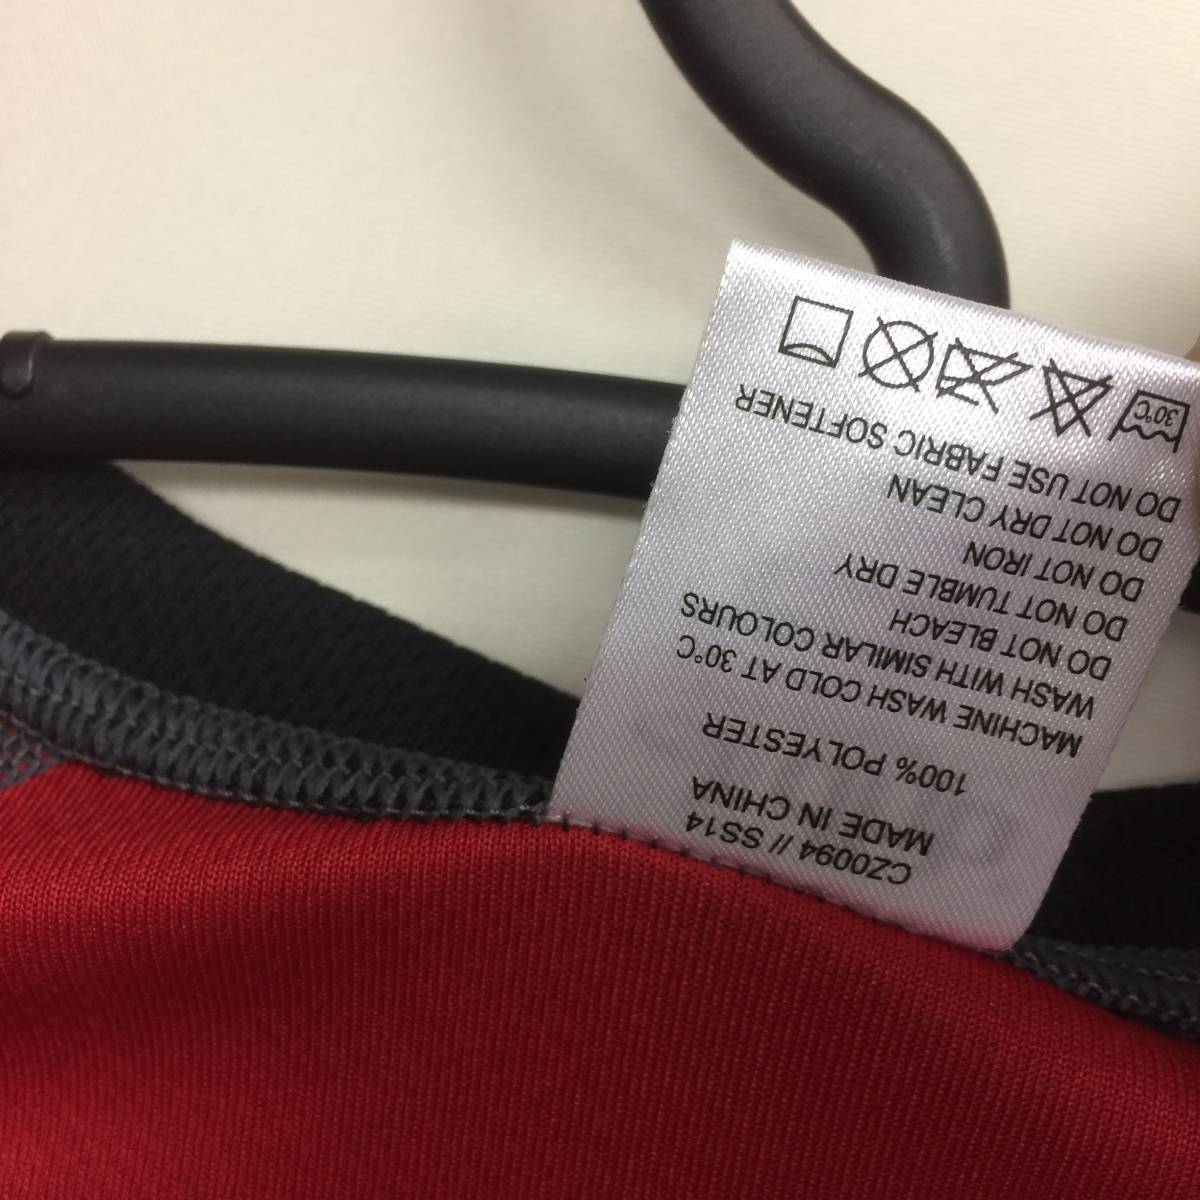 CZ0094 // SS14
MADE IN CHINA
100% POLYESTER
MACHINE WASH COLD AT 30°C
WASH WITH SIMILAR COLOURS
DO NOT BLEACH
DO NOT TUMBLE DRY
DO NOT IRON
DO NOT DRY CLEAN
DO NOT USE FABRIC SOFTENER
30°C